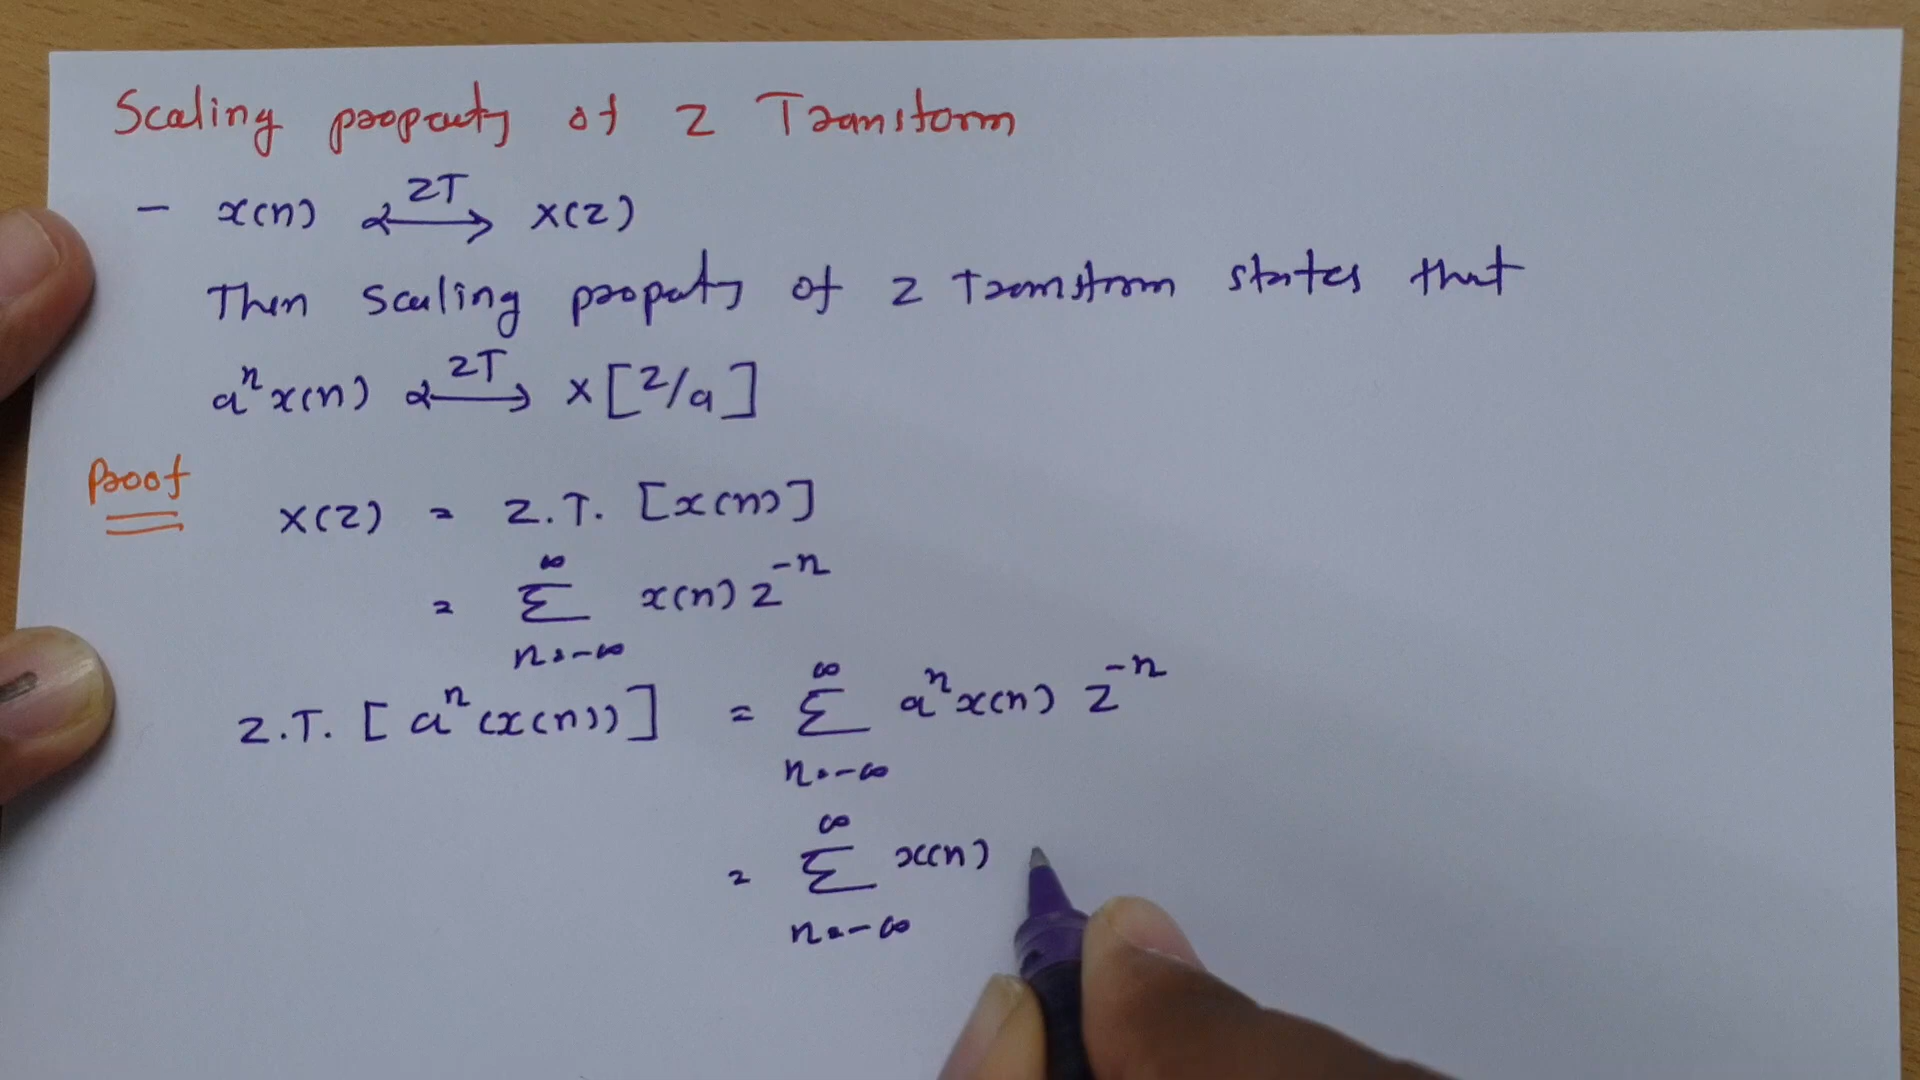 Scaling property of Z Transform
- x(n) ⟷ZT X(Z)
Then Scaling property of Z Transform states that
aⁿx(n) ⟷ZT X[Z/a]
Proof
X(Z) = Z.T. [x(n)]
= ∑_{n=-∞}^{∞} x(n) Z^{-n}
Z.T. [aⁿ(x(n))] = ∑_{n=-∞}^{∞} aⁿx(n) Z^{-n}
= ∑_{n=-∞}^{∞} x(n)